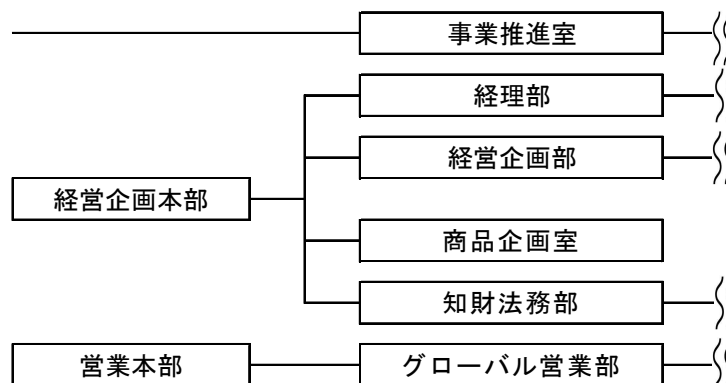 事業推進室
経理部
経営企画部
経営企画本部
商品企画室
知財法務部
営業本部
グローバル営業部